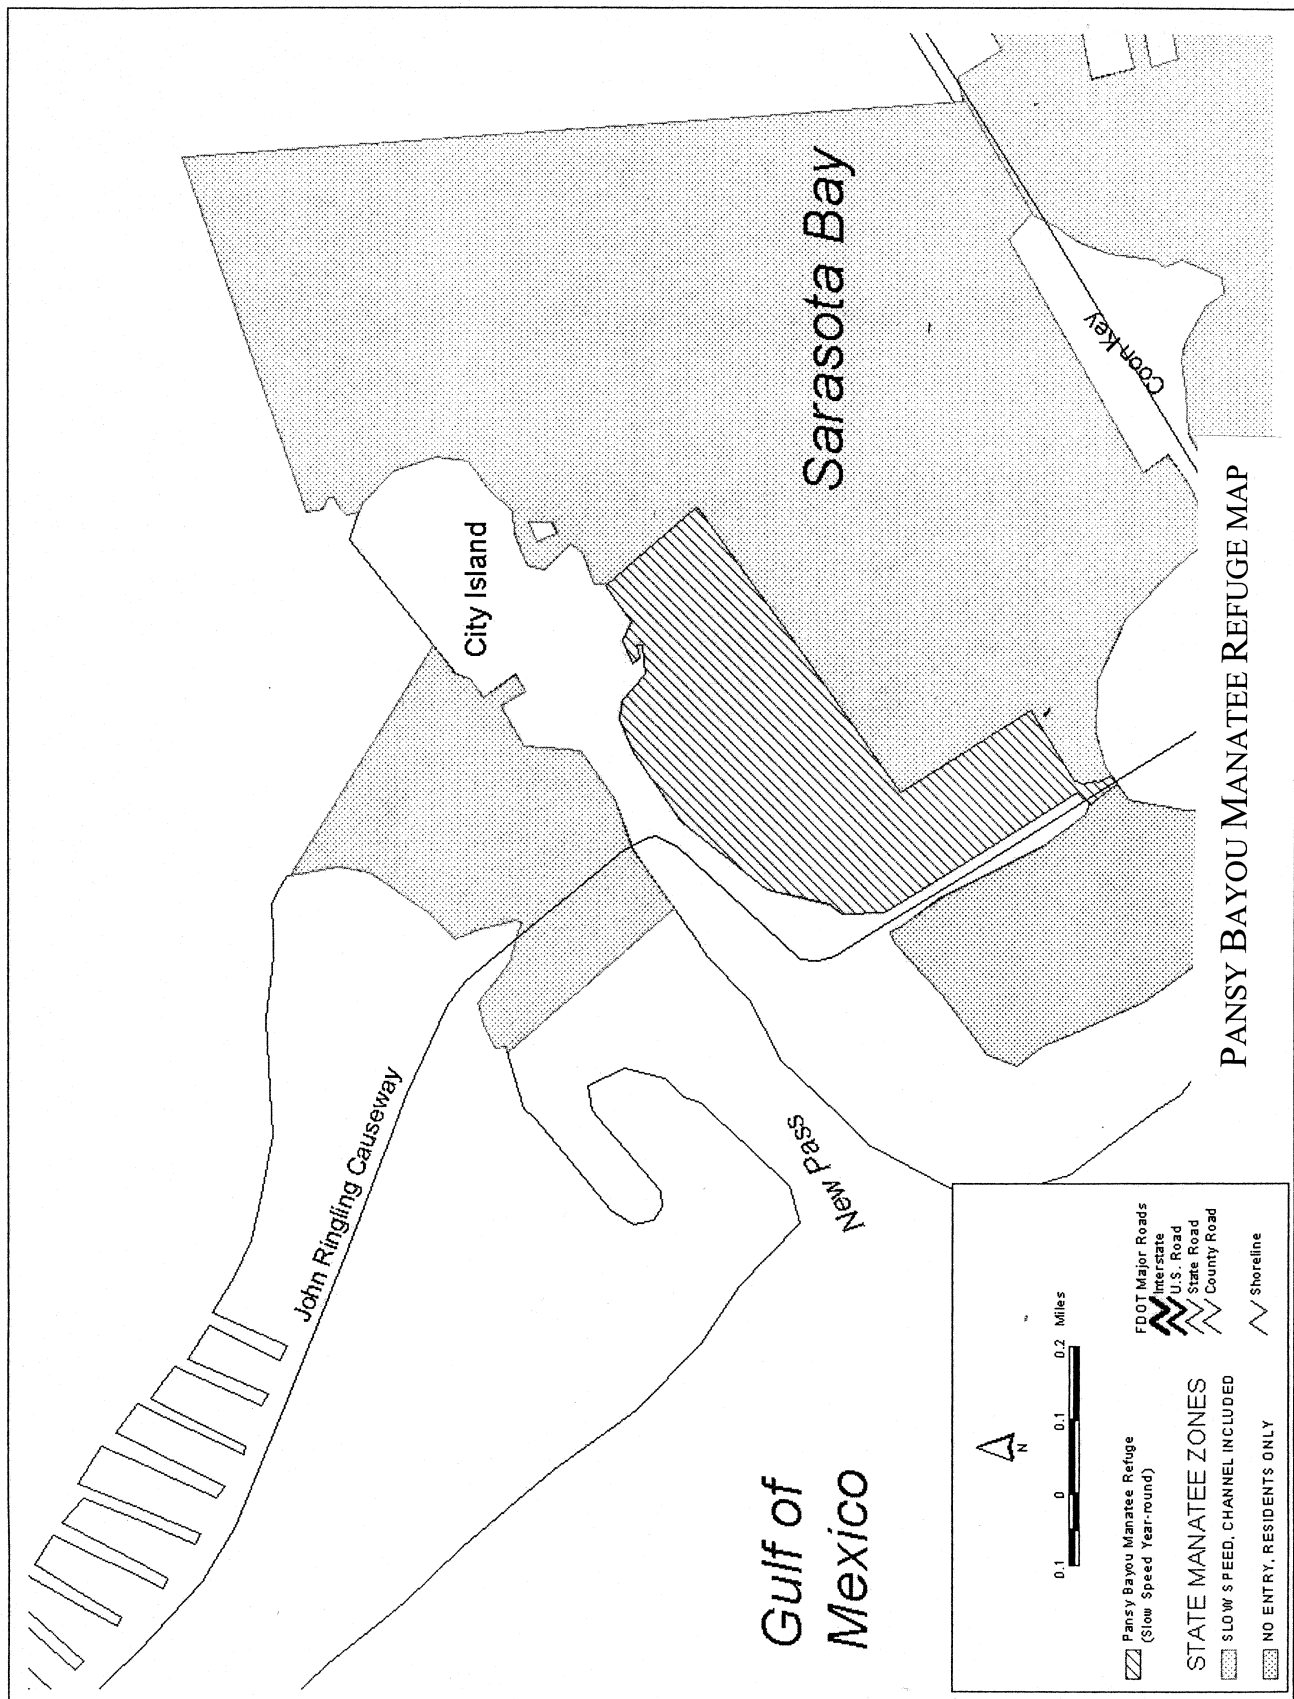 John Ringling Causeway
City Island
Sarasota Bay
Coon Key
New Pass
Gulf of
Mexico
N
0.1 0 0.1 0.2 Miles
Pansy Bayou Manatee Refuge
(Slow Speed Year-round)
STATE MANATEE ZONES
SLOW SPEED, CHANNEL INCLUDED
NO ENTRY, RESIDENTS ONLY
FDOT Major Roads
Interstate
U.S. Road
State Road
County Road
Shoreline
PANSY BAYOU MANATEE REFUGE MAP